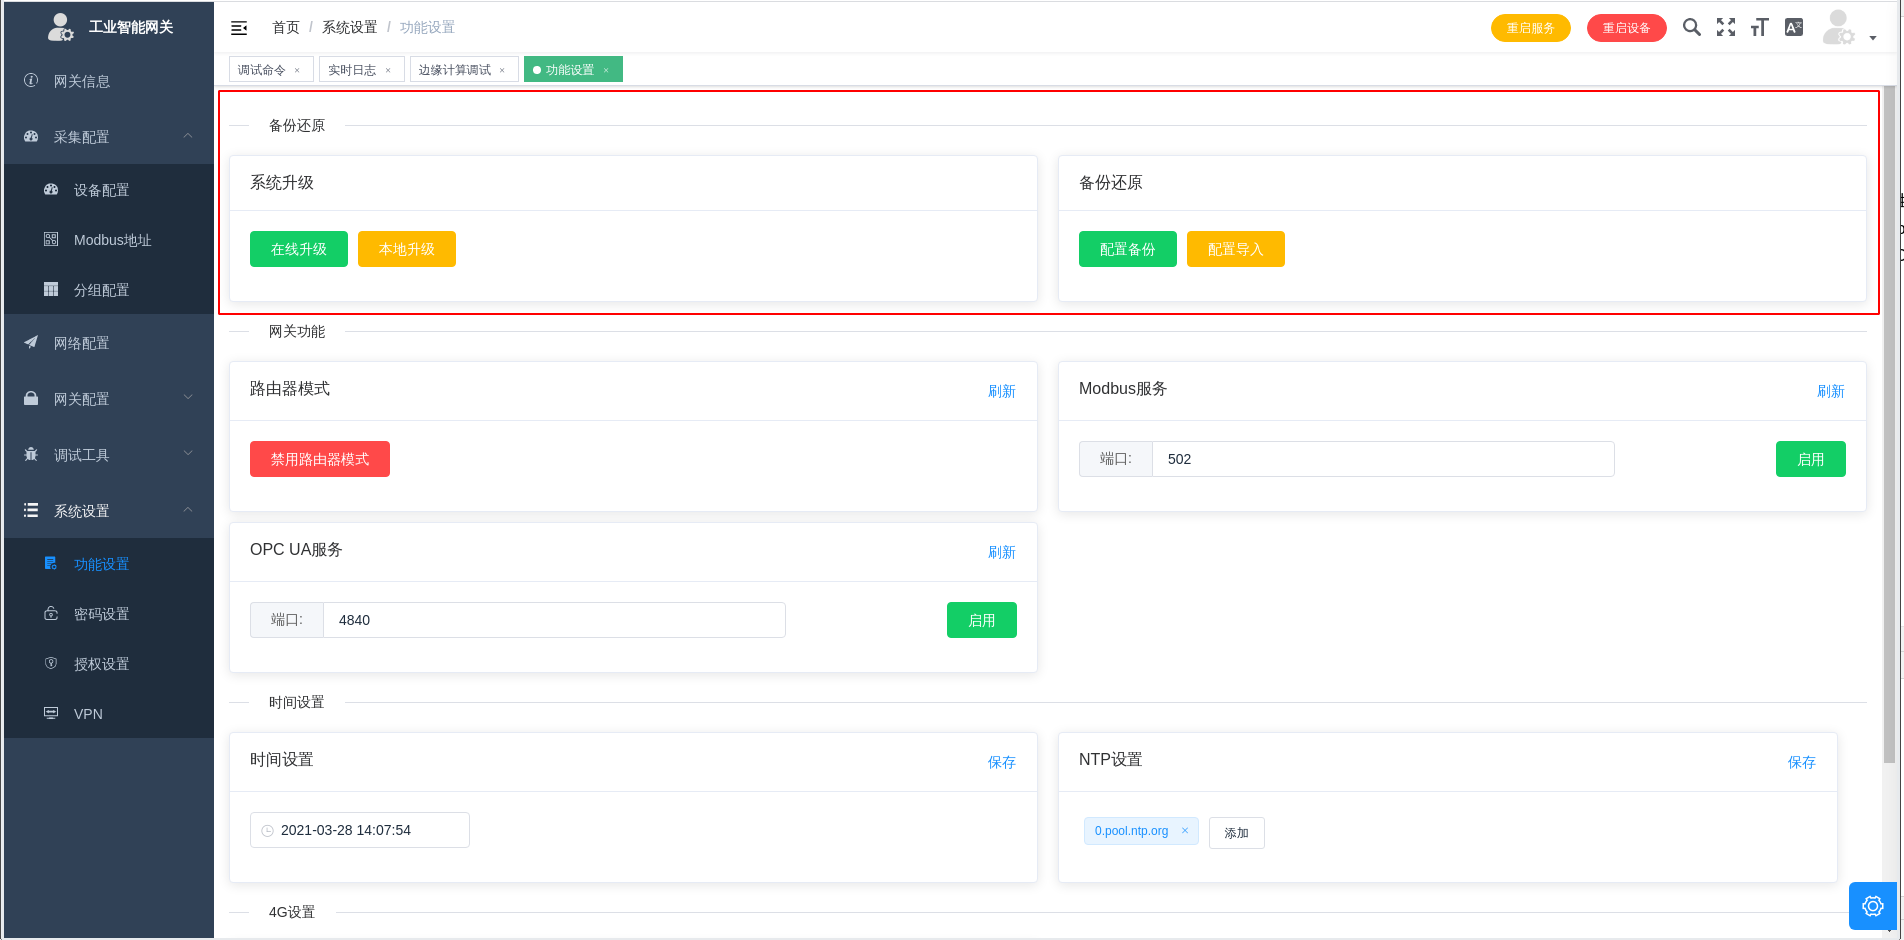 工业智能网关
首页 / 系统设置 / 功能设置
重启服务 重启设备
调试命令 × 实时日志 × 边缘计算调试 × 功能设置 ×
网关信息
采集配置
设备配置
Modbus地址
分组配置
网络配置
网关配置
调试工具
系统设置
功能设置
密码设置
授权设置
VPN
备份还原
系统升级
在线升级 本地升级
备份还原
配置备份 配置导入
网关功能
路由器模式 刷新
禁用路由器模式
Modbus服务 刷新
端口: 502 启用
OPC UA服务 刷新
端口: 4840 启用
时间设置
时间设置 保存
2021-03-28 14:07:54
NTP设置 保存
0.pool.ntp.org × 添加
4G设置